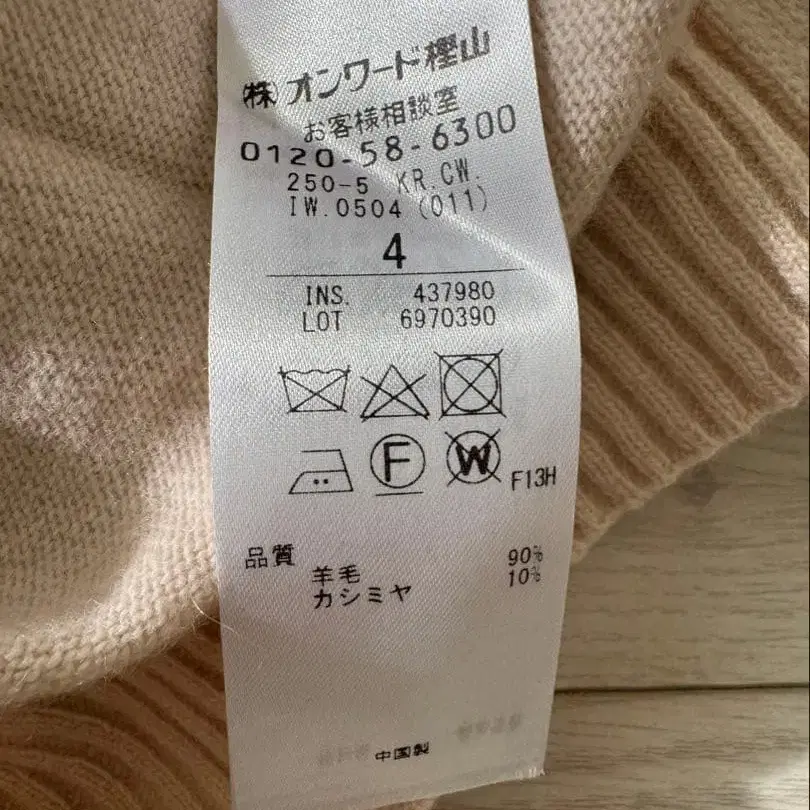 (株)オンワード樫山
お客様相談室
0120-58-6300
250-5 KR.CW.
IW.0504 (011)
4
INS. 437980
LOT 6970390
F
W
F13H
品質
羊毛 90%
カシミヤ 10%
中国製